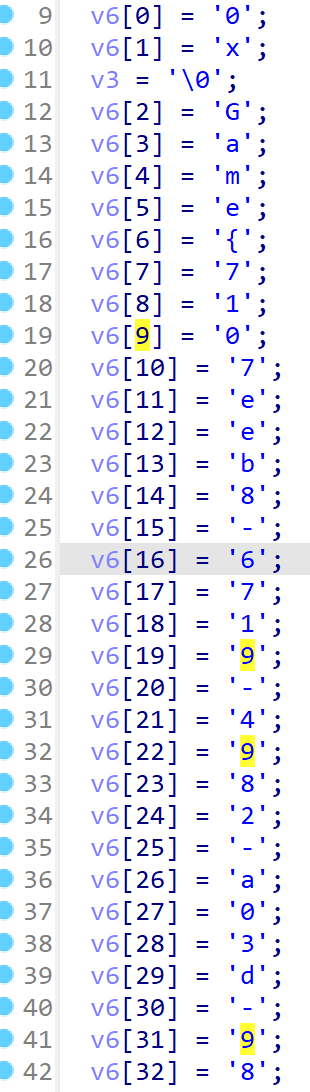 9 v6[0] = '0';
10 v6[1] = 'x';
11 v3 = '\0';
12 v6[2] = 'G';
13 v6[3] = 'a';
14 v6[4] = 'm';
15 v6[5] = 'e';
16 v6[6] = '{';
17 v6[7] = '7';
18 v6[8] = '1';
19 v6[9] = '0';
20 v6[10] = '7';
21 v6[11] = 'e';
22 v6[12] = 'e';
23 v6[13] = 'b';
24 v6[14] = '8';
25 v6[15] = '-';
26 v6[16] = '6';
27 v6[17] = '7';
28 v6[18] = '1';
29 v6[19] = '9';
30 v6[20] = '-';
31 v6[21] = '4';
32 v6[22] = '9';
33 v6[23] = '8';
34 v6[24] = '2';
35 v6[25] = '-';
36 v6[26] = 'a';
37 v6[27] = '0';
38 v6[28] = '3';
39 v6[29] = 'd';
40 v6[30] = '-';
41 v6[31] = '9';
42 v6[32] = '8';